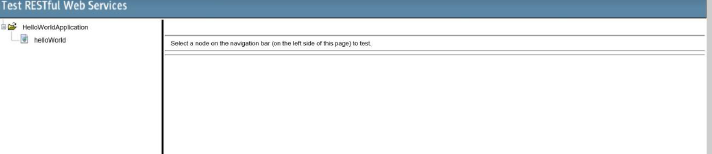 Test RESTful Web Services
HelloWorldApplication
helloWorld
Select a node on the navigation bar (on the left side of this page) to test.